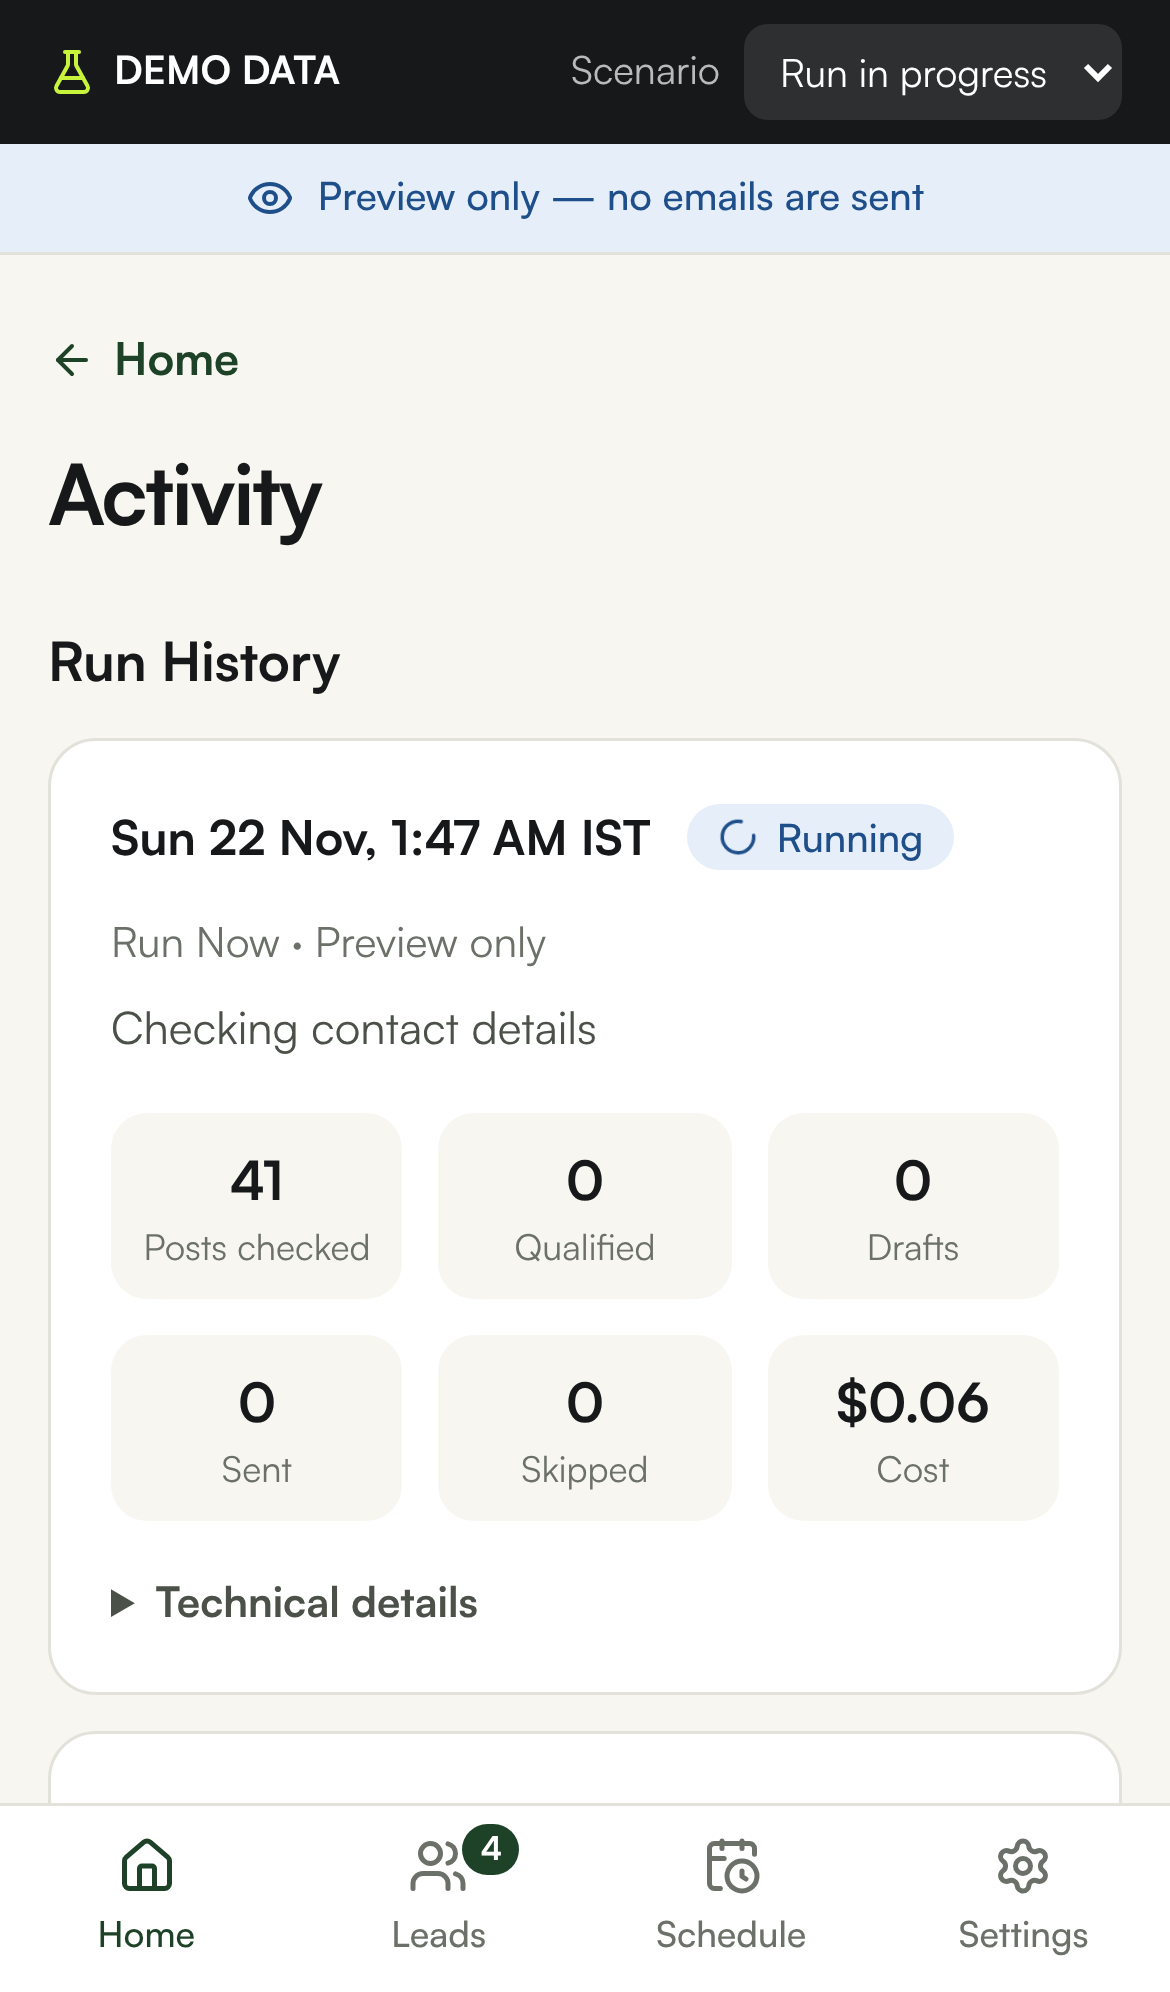 DEMO DATA
Scenario
Run in progress
Preview only — no emails are sent
Home
Activity
Run History
Sun 22 Nov, 1:47 AM IST
Running
Run Now · Preview only
Checking contact details
41
Posts checked
0
Qualified
0
Drafts
0
Sent
0
Skipped
$0.06
Cost
Technical details
4
Home
Leads
Schedule
Settings